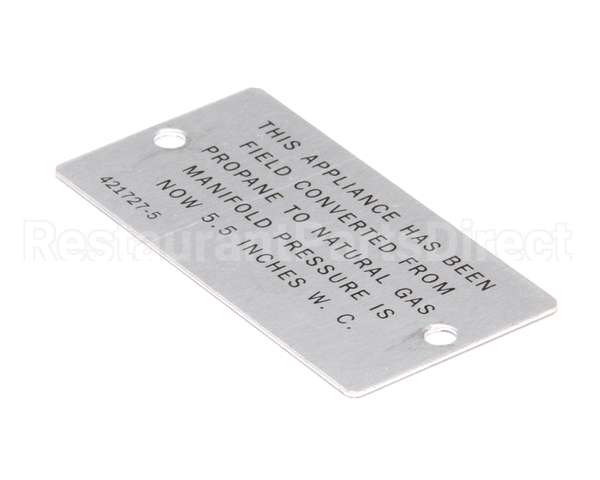 THIS APPLIANCE HAS BEEN
FIELD CONVERTED FROM
PROPANE TO NATURAL GAS
MANIFOLD PRESSURE IS
NOW 5.5 INCHES W. C.
421727-5
RestaurantPartsDirect